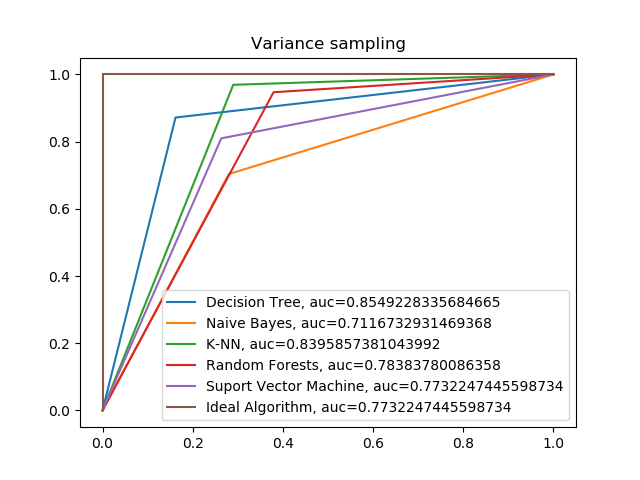 Variance sampling
1.0
0.8
0.6
0.4
0.2
0.0
Decision Tree, auc=0.8549228335684665
Naive Bayes, auc=0.7116732931469368
K-NN, auc=0.8395857381043992
Random Forests, auc=0.78383780086358
Suport Vector Machine, auc=0.7732247445598734
Ideal Algorithm, auc=0.7732247445598734
0.0 0.2 0.4 0.6 0.8 1.0